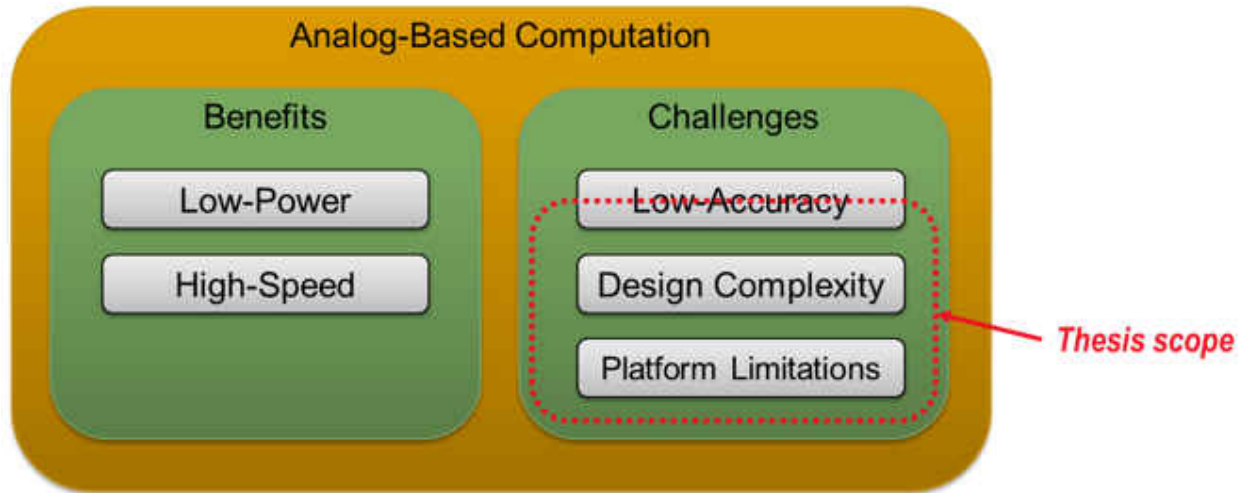 Analog-Based Computation
Benefits
Low-Power
High-Speed
Challenges
Low-Accuracy
Design Complexity
Platform Limitations
Thesis scope